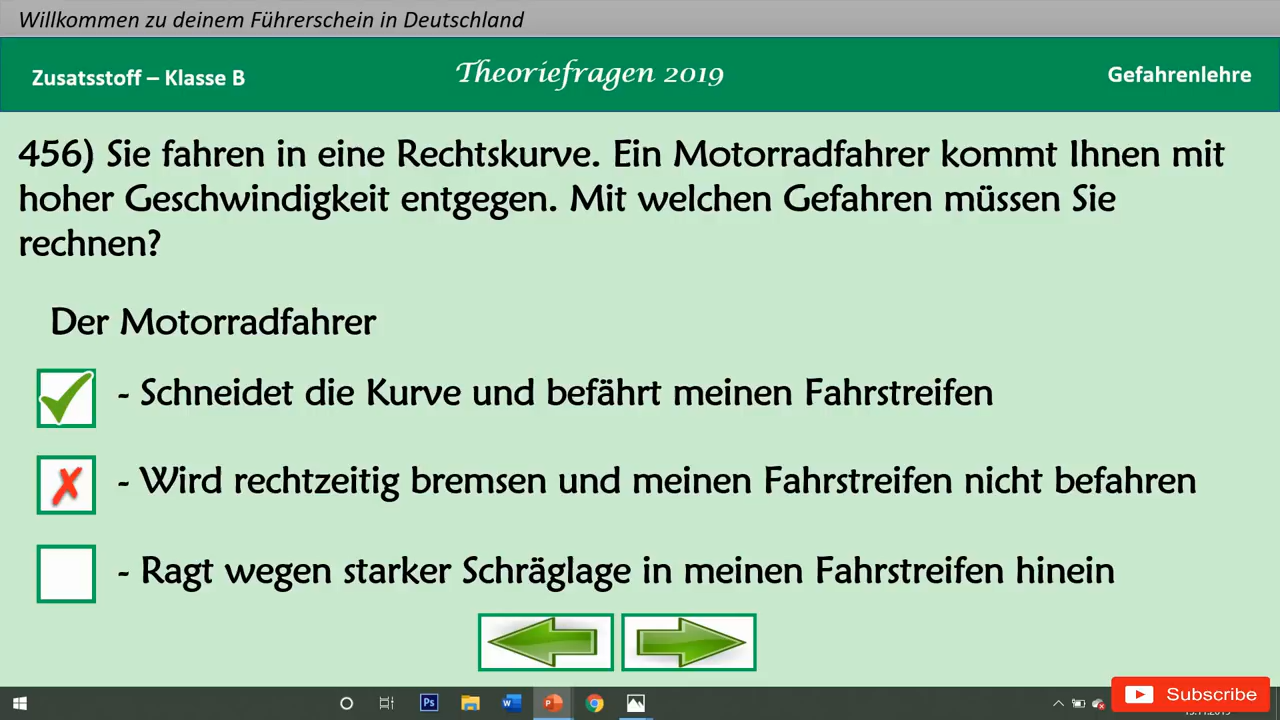 Willkommen zu deinem Führerschein in Deutschland
Zusatsstoff – Klasse B
Theoriefragen 2019
Gefahrenlehre
456) Sie fahren in eine Rechtskurve. Ein Motorradfahrer kommt Ihnen mit
hoher Geschwindigkeit entgegen. Mit welchen Gefahren müssen Sie
rechnen?
Der Motorradfahrer
- Schneidet die Kurve und befährt meinen Fahrstreifen
- Wird rechtzeitig bremsen und meinen Fahrstreifen nicht befahren
- Ragt wegen starker Schräglage in meinen Fahrstreifen hinein
Subscribe